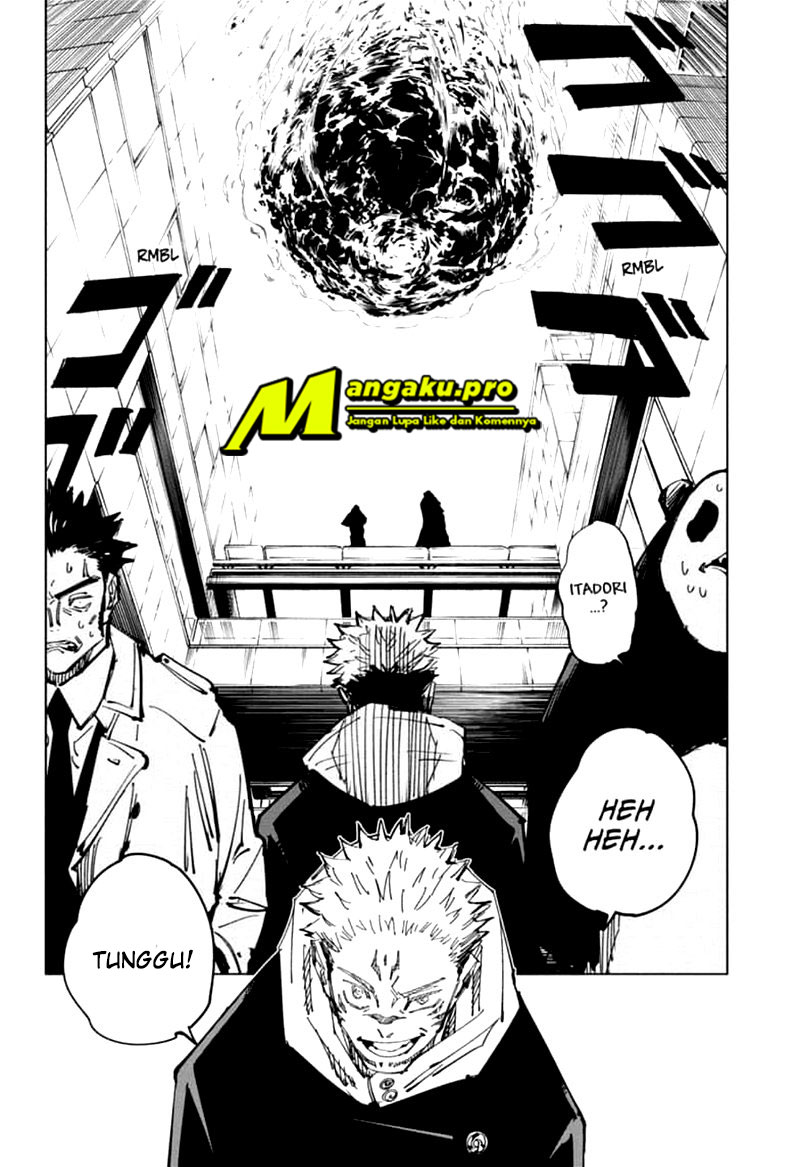 ゴゴゴ
RMBL
RMBL
ゴゴ
Mangaku.pro
Jangan Lupa Like dan Komennya
ITADORI
...?
HEH
HEH...
TUNGGU!